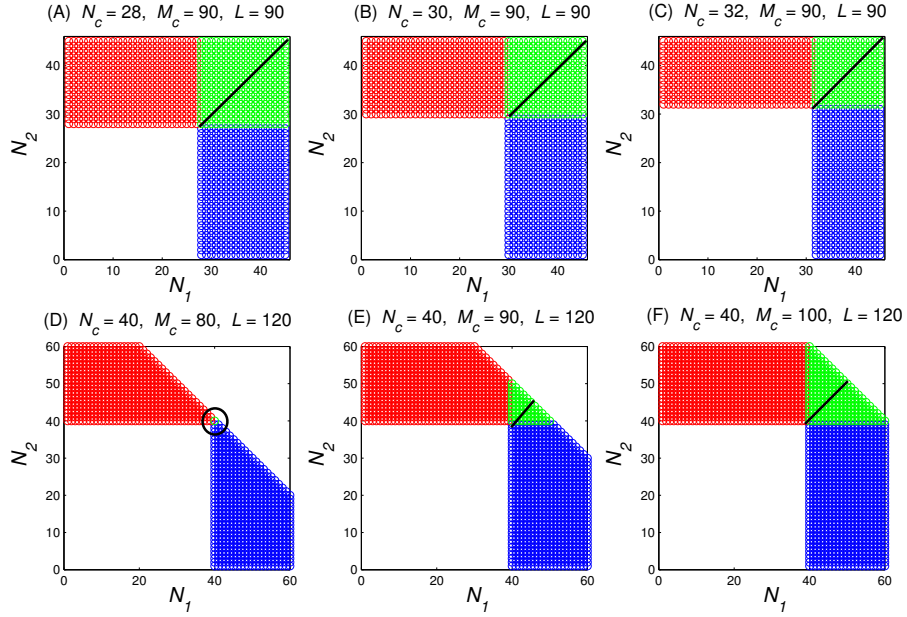 (A) N_c = 28, M_c = 90, L = 90
(B) N_c = 30, M_c = 90, L = 90
(C) N_c = 32, M_c = 90, L = 90
40
30
20
10
0
N_2
0 10 20 30 40
N_1
40
30
20
10
0
N_2
0 10 20 30 40
N_1
40
30
20
10
0
N_2
0 10 20 30 40
N_1
(D) N_c = 40, M_c = 80, L = 120
(E) N_c = 40, M_c = 90, L = 120
(F) N_c = 40, M_c = 100, L = 120
60
50
40
30
20
10
0
N_2
0 20 40 60
N_1
60
50
40
30
20
10
0
N_2
0 20 40 60
N_1
60
50
40
30
20
10
0
N_2
0 20 40 60
N_1